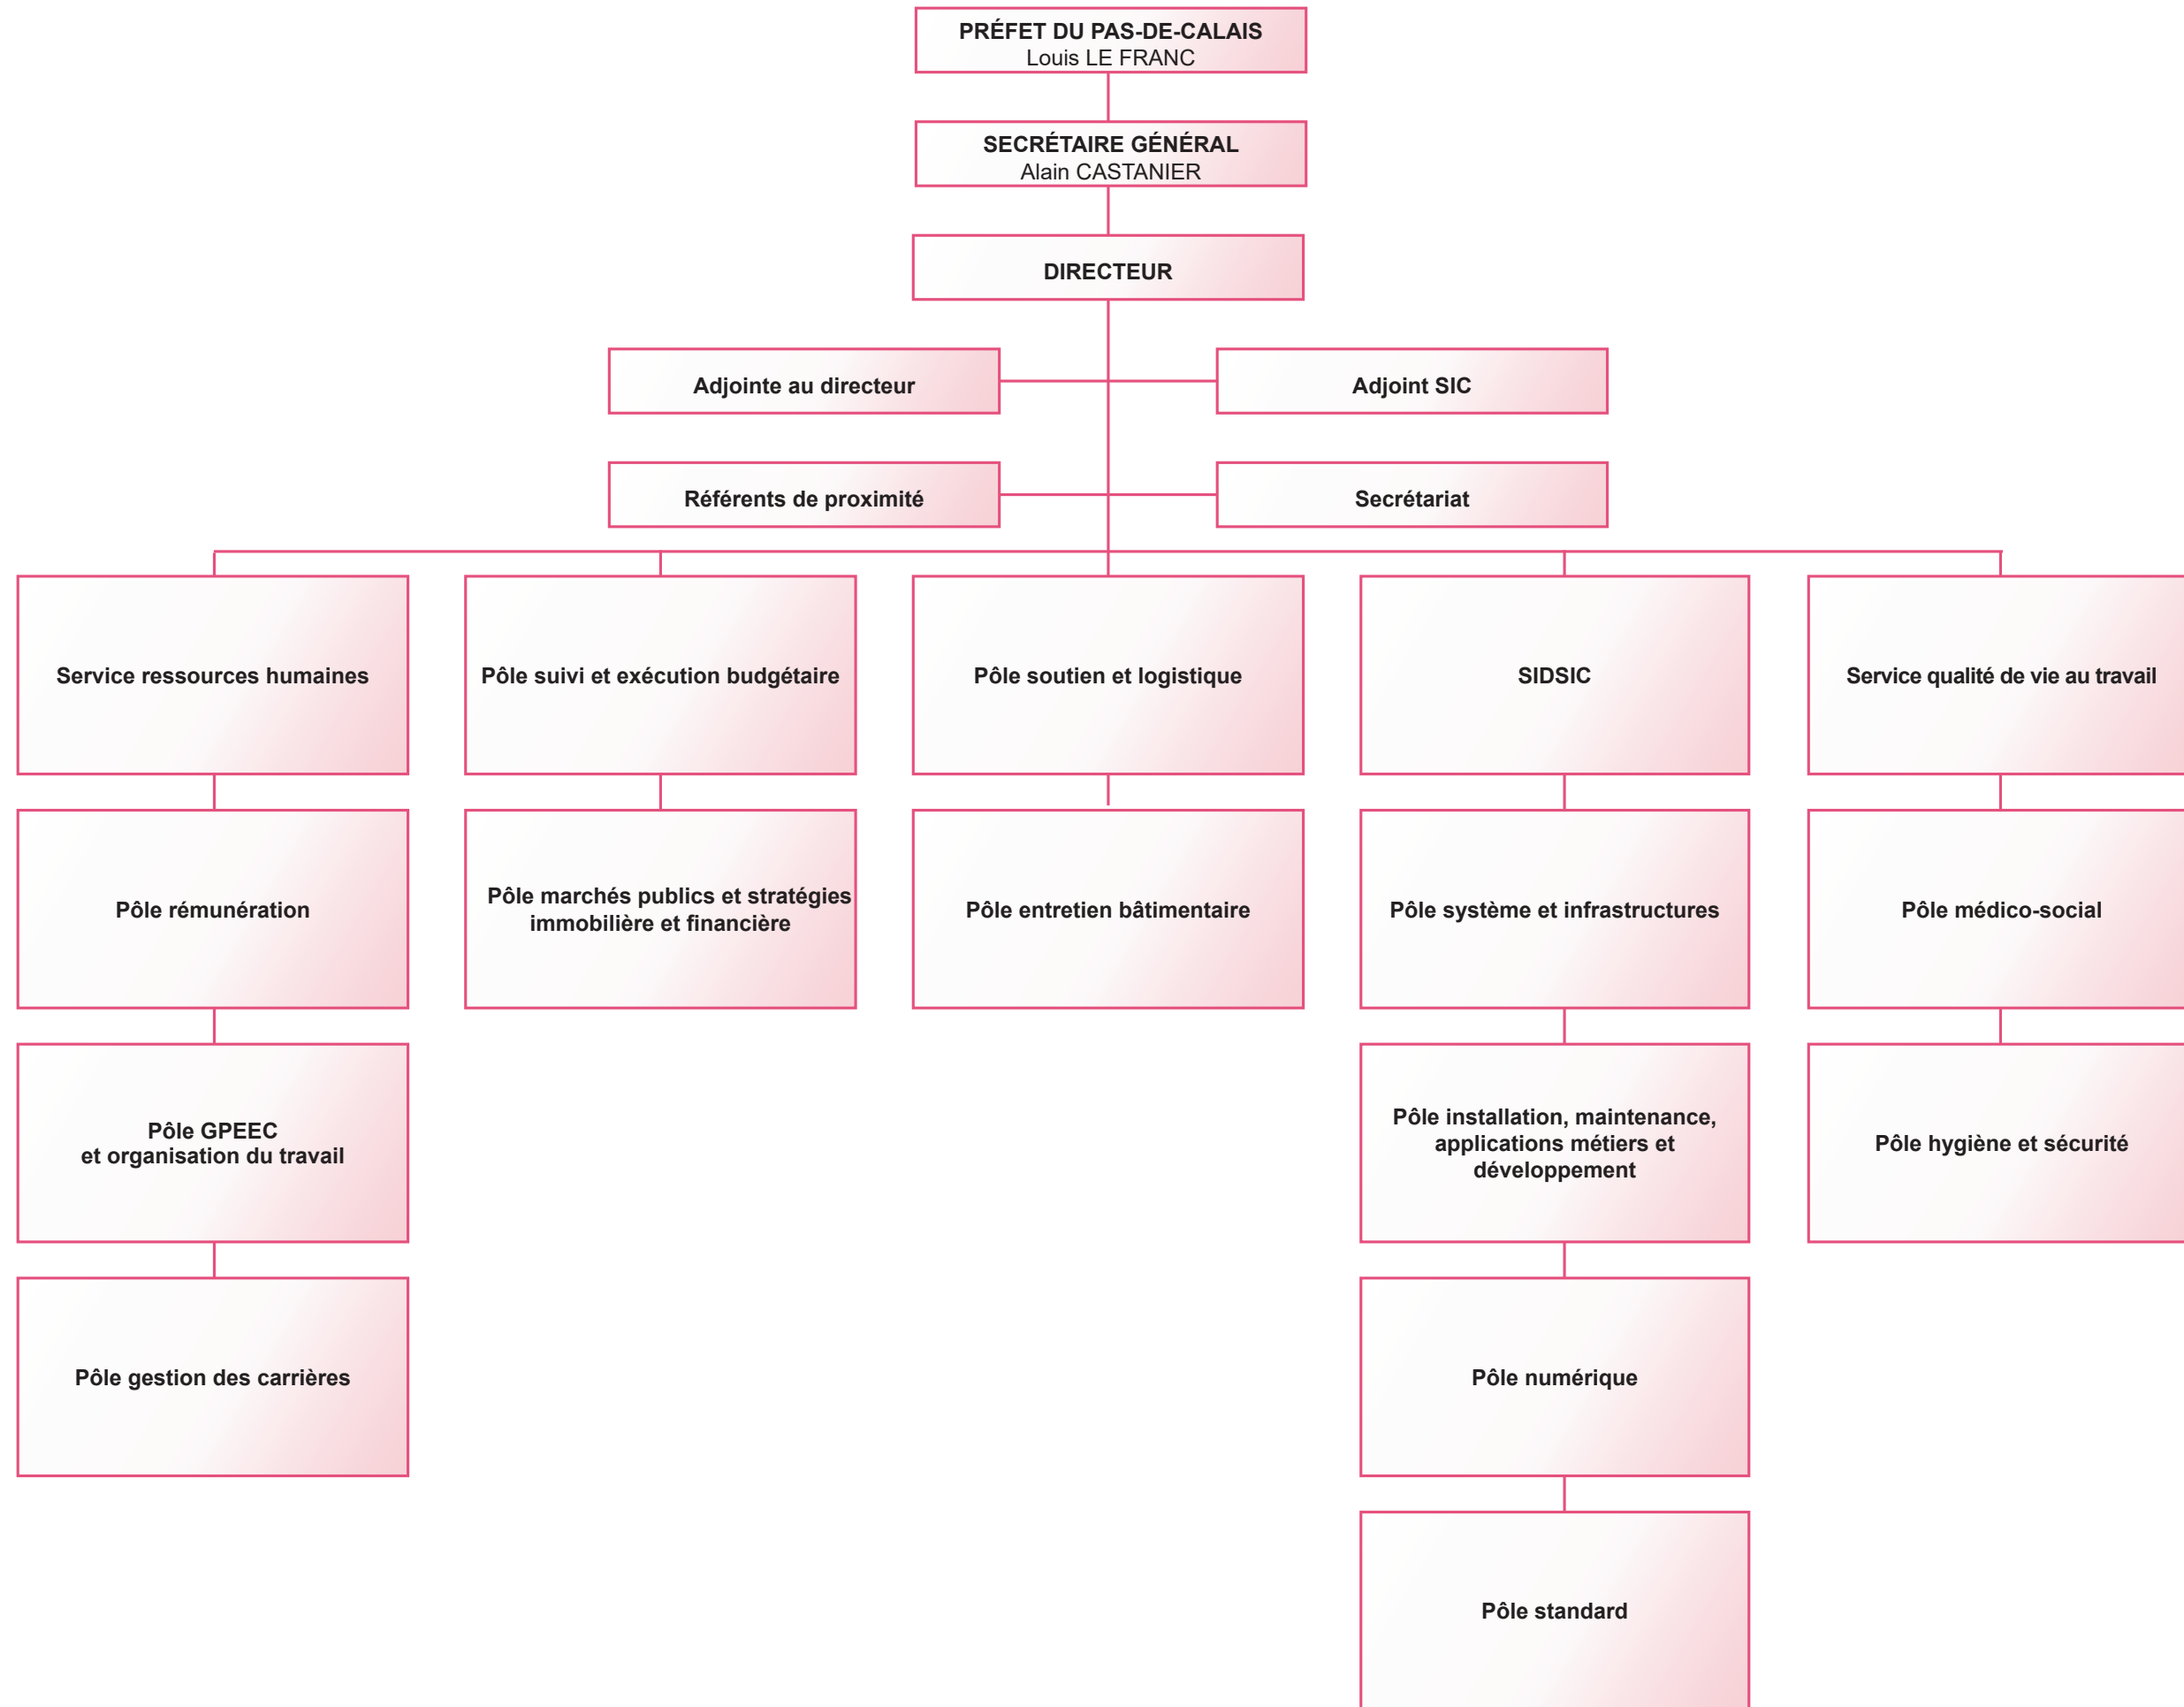 PRÉFET DU PAS-DE-CALAIS
Louis LE FRANC
SECRÉTAIRE GÉNÉRAL
Alain CASTANIER
DIRECTEUR
Adjointe au directeur
Adjoint SIC
Référents de proximité
Secrétariat
Service ressources humaines
Pôle suivi et exécution budgétaire
Pôle soutien et logistique
SIDSIC
Service qualité de vie au travail
Pôle rémunération
Pôle marchés publics et stratégies
immobilière et financière
Pôle entretien bâtimentaire
Pôle système et infrastructures
Pôle médico-social
Pôle GPEEC
et organisation du travail
Pôle installation, maintenance,
applications métiers et
développement
Pôle hygiène et sécurité
Pôle gestion des carrières
Pôle numérique
Pôle standard